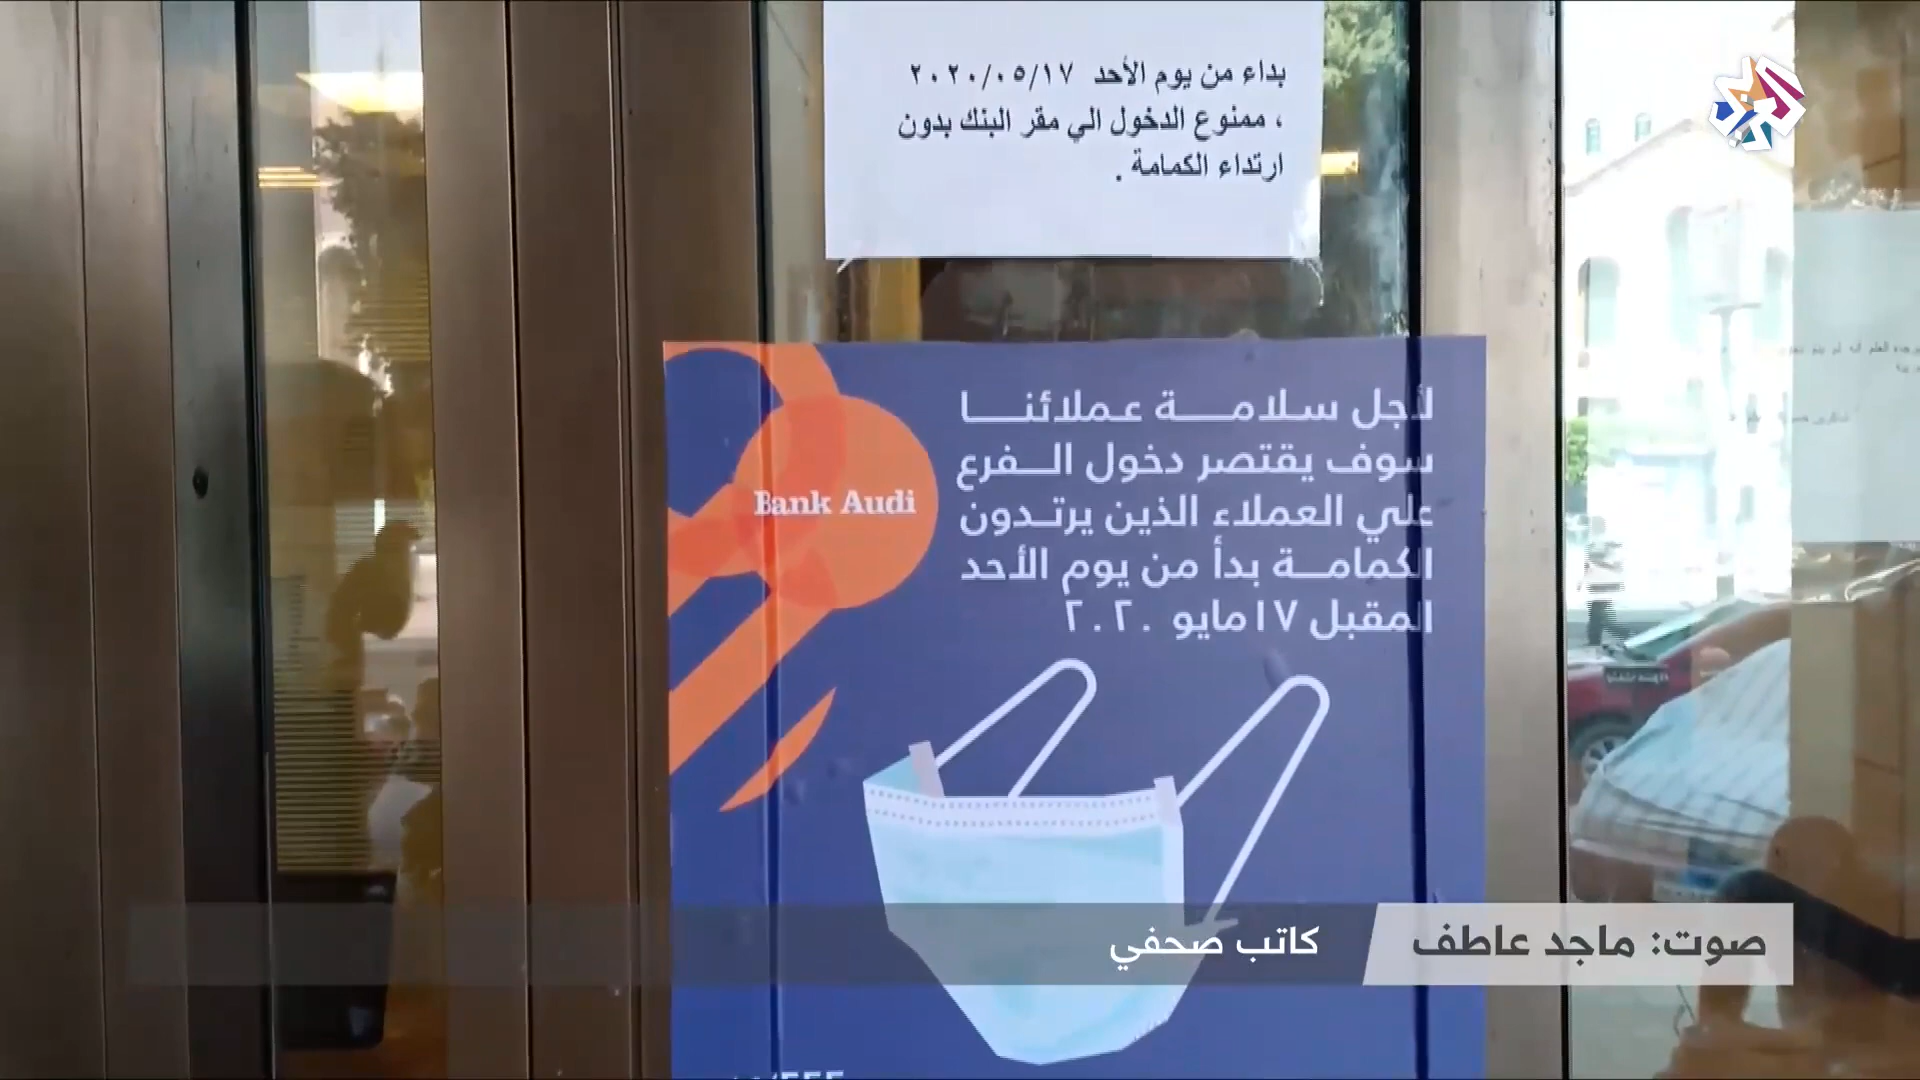 بداء من يوم الأحد ٢٠٢٠/٠٥/١٧
، ممنوع الدخول الي مقر البنك بدون
ارتداء الكمامة .
Bank Audi
لأجل سلامة عملائنا
سوف يقتصر دخول الفرع
علي العملاء الذين يرتدون
الكمامة بدأ من يوم الأحد
المقبل ١٧ مايو ٢٠٢٠
صوت: ماجد عاطف
كاتب صحفي